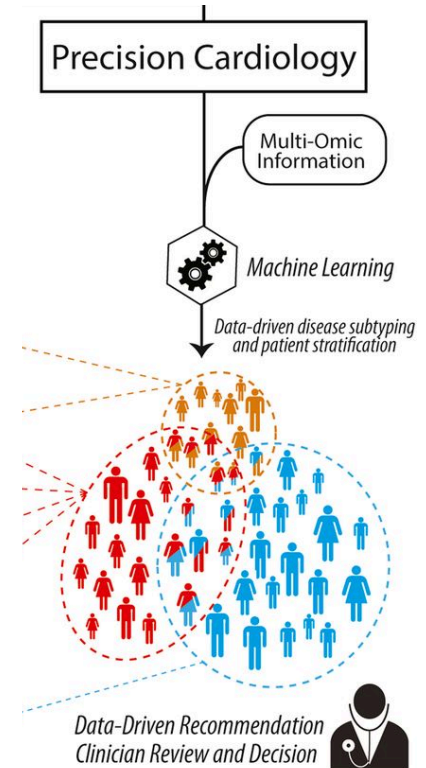 Precision Cardiology
Multi-Omic
Information
Machine Learning
Data-driven disease subtyping
and patient stratification
Data-Driven Recommendation
Clinician Review and Decision